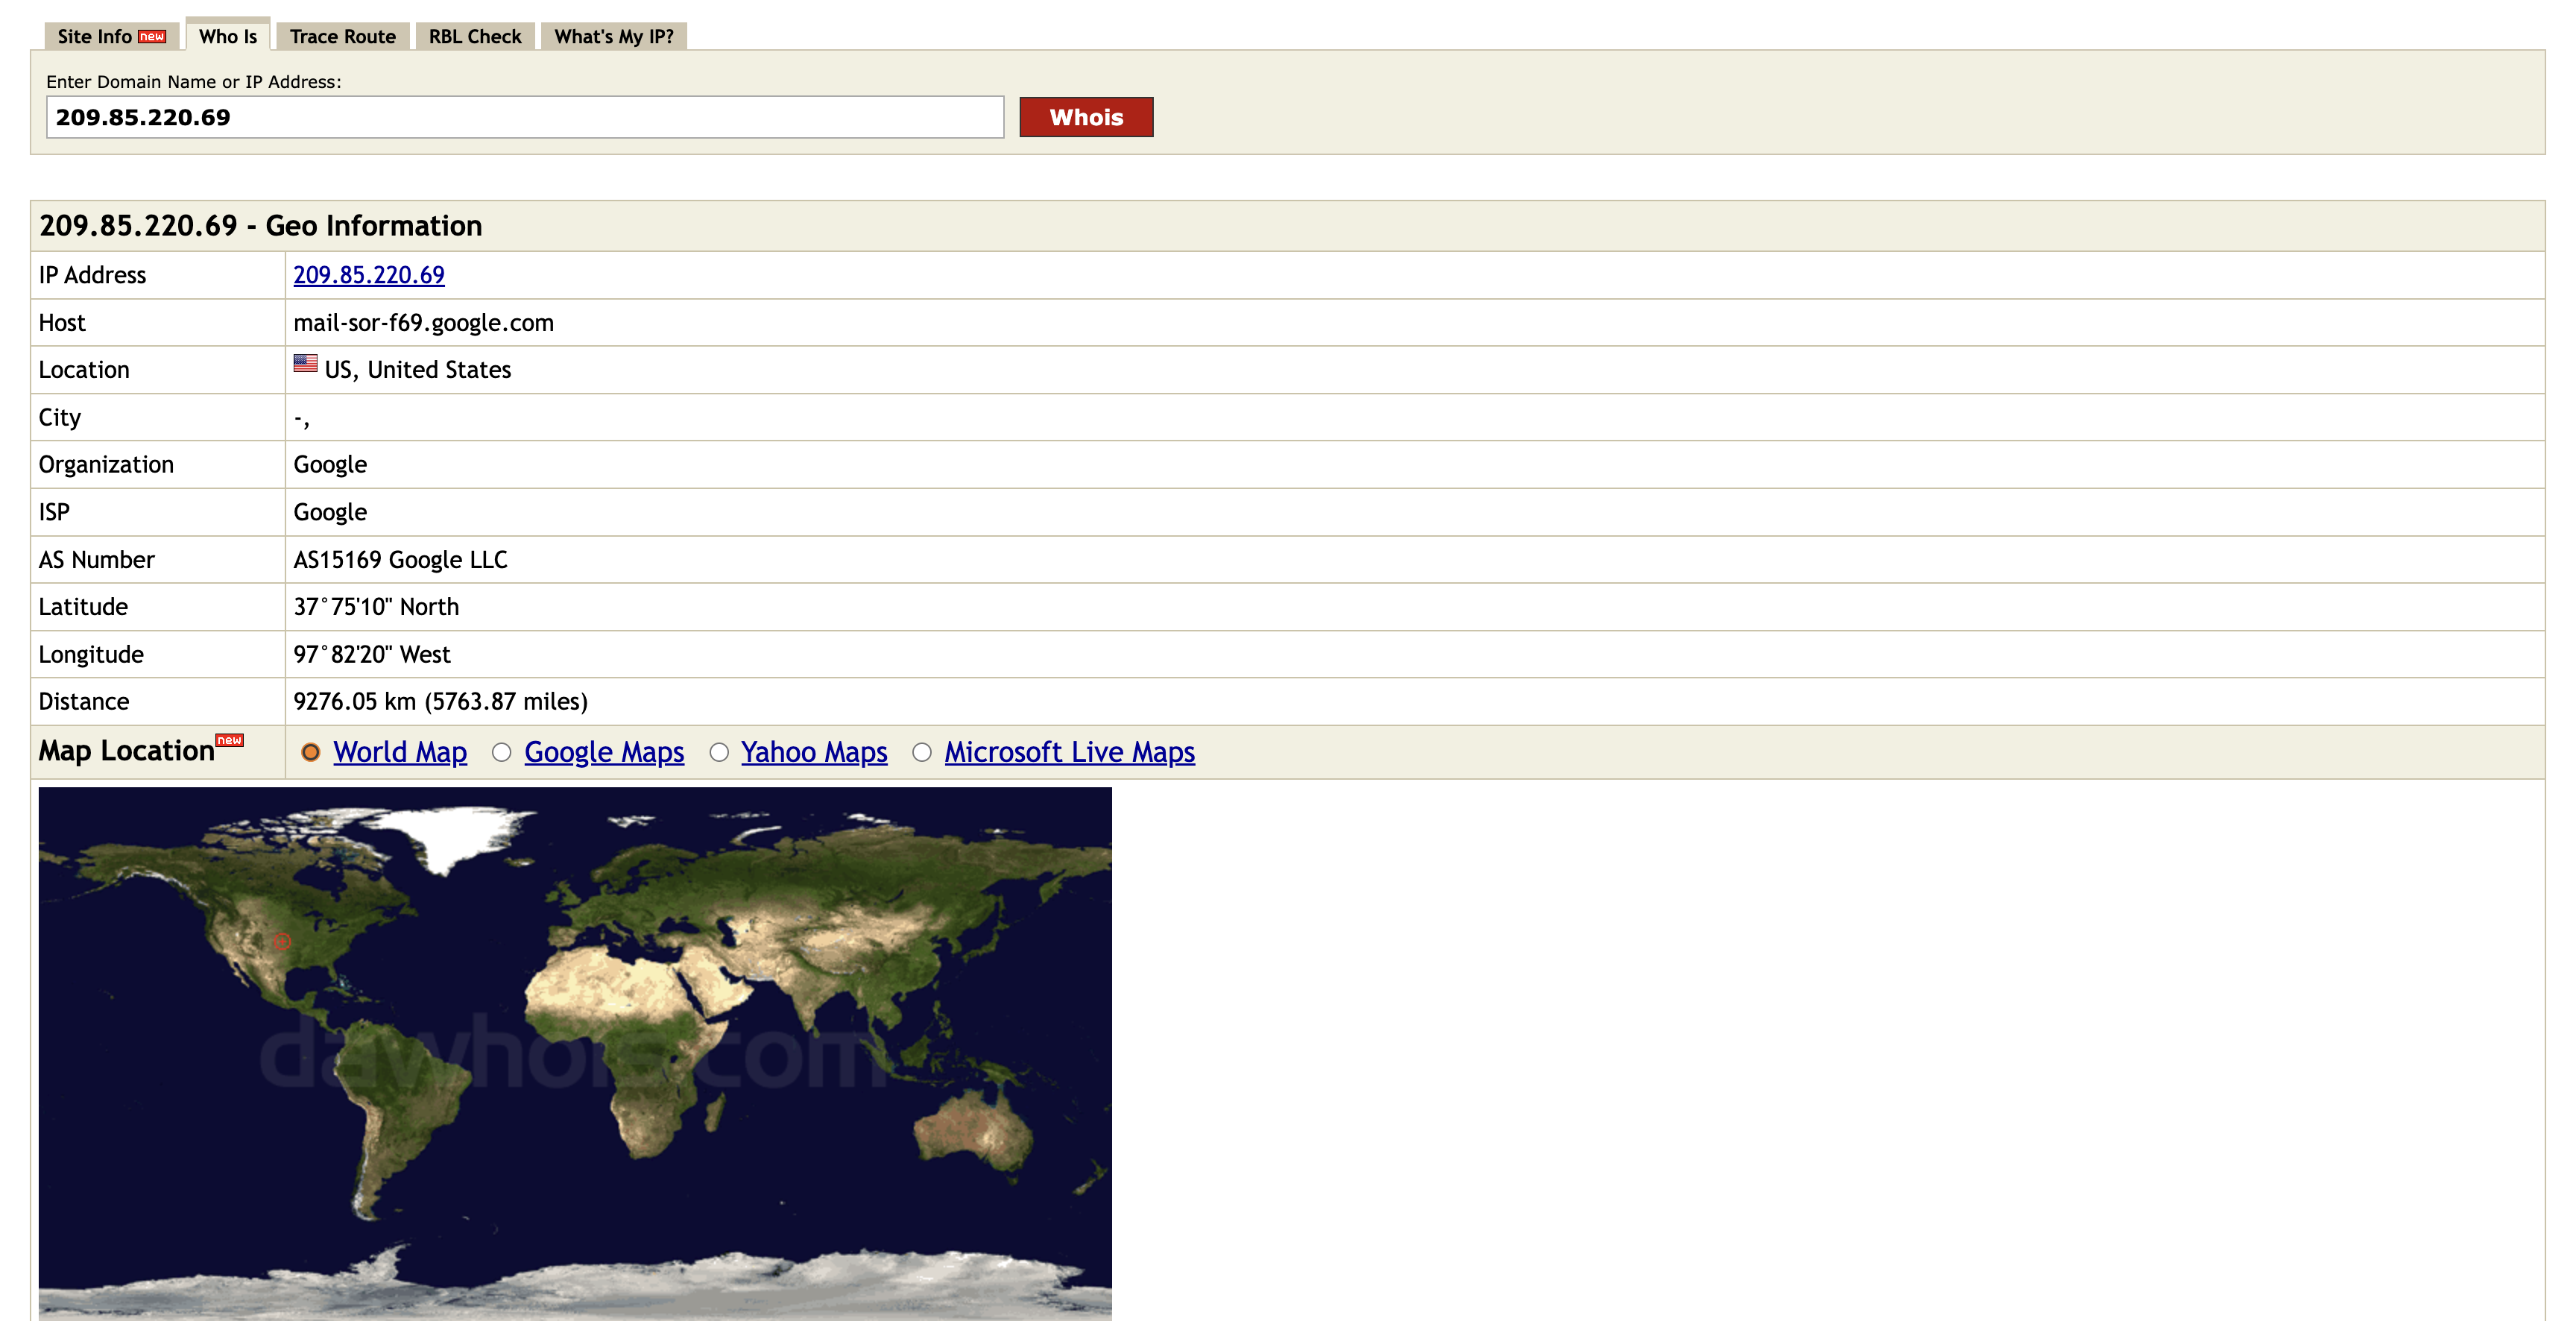 Site Info new Who Is Trace Route RBL Check What's My IP?
Enter Domain Name or IP Address:
209.85.220.69 Whois
209.85.220.69 - Geo Information
IP Address 209.85.220.69
Host mail-sor-f69.google.com
Location US, United States
City -,
Organization Google
ISP Google
AS Number AS15169 Google LLC
Latitude 37°75'10" North
Longitude 97°82'20" West
Distance 9276.05 km (5763.87 miles)
Map Location new World Map Google Maps Yahoo Maps Microsoft Live Maps
dawhois.com